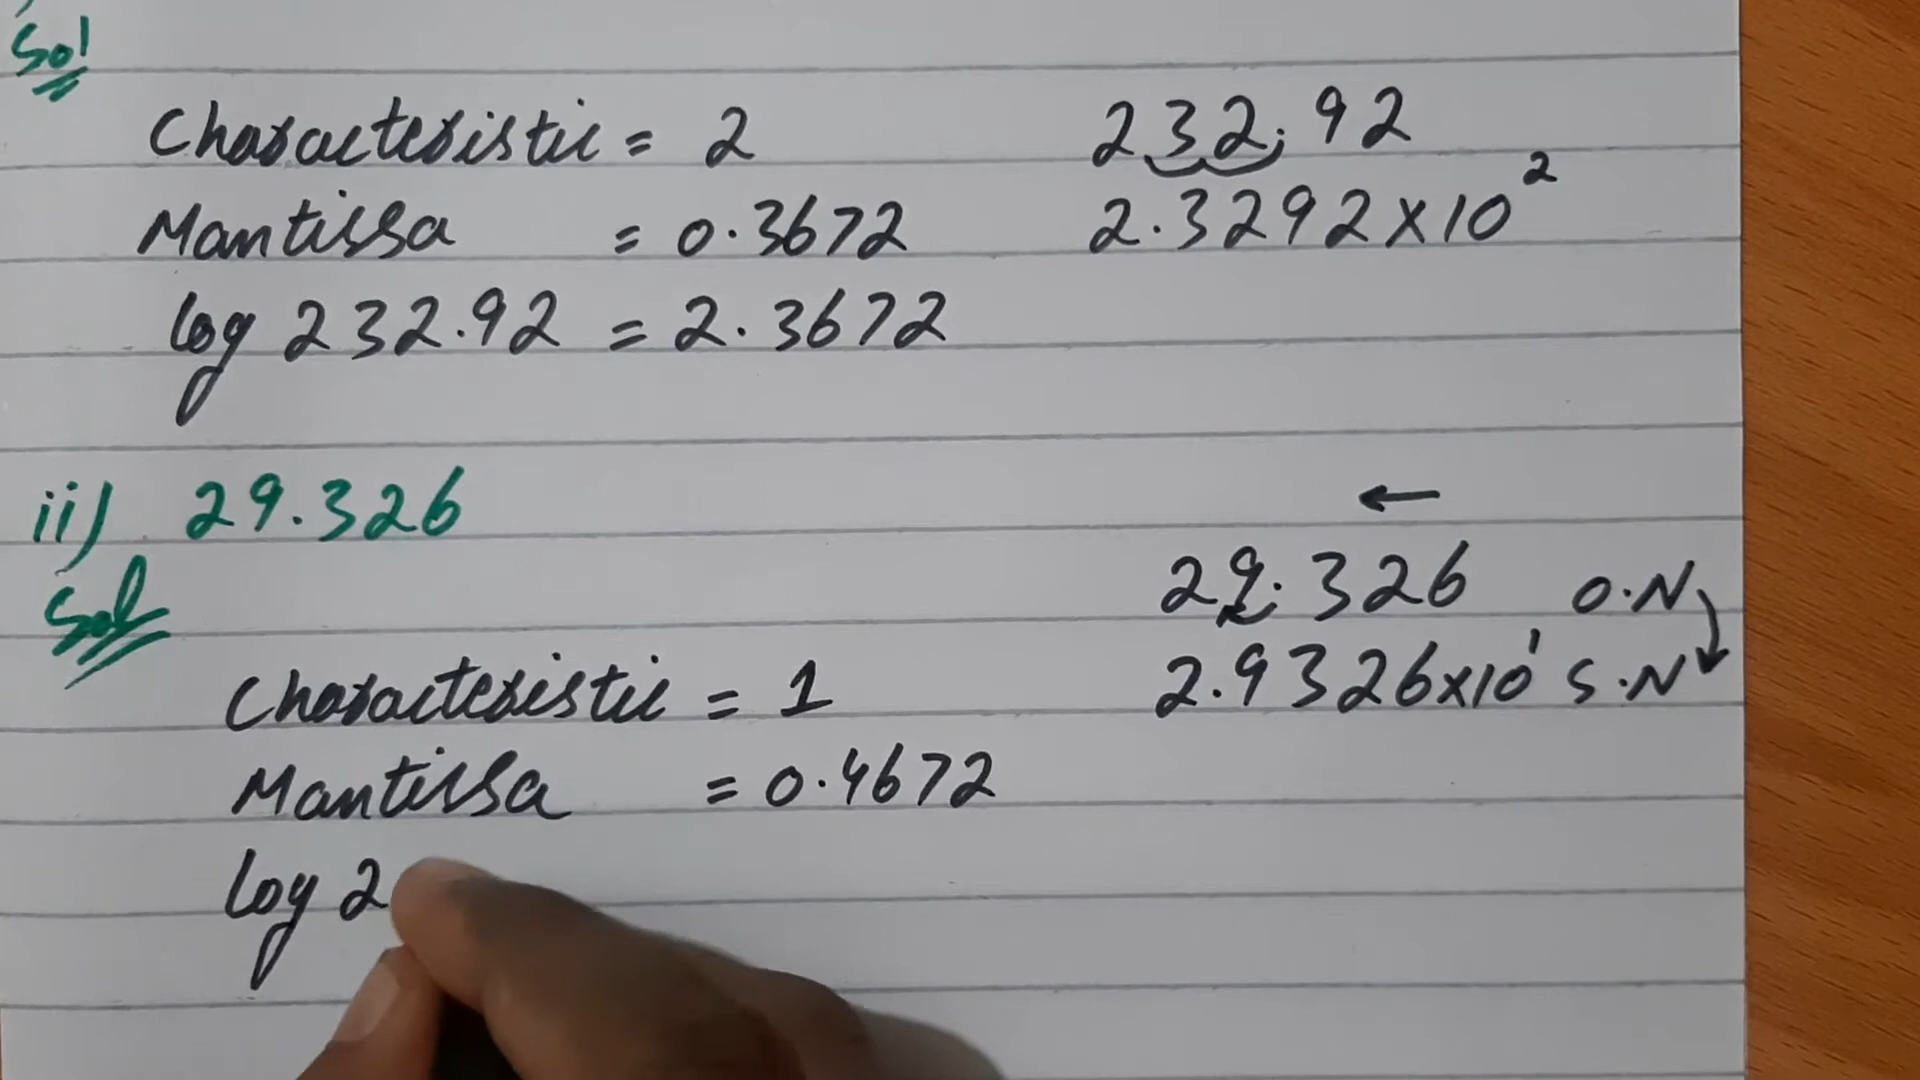 Sol
Characteristic = 2
232.92
Mantissa = 0.3672
2.3292×10²
log 232.92 = 2.3672
ii) 29.326
←
29.326 O.N
Sol
2.9326×10¹ S.N
Characteristic = 1
Mantissa = 0.4672
log 2